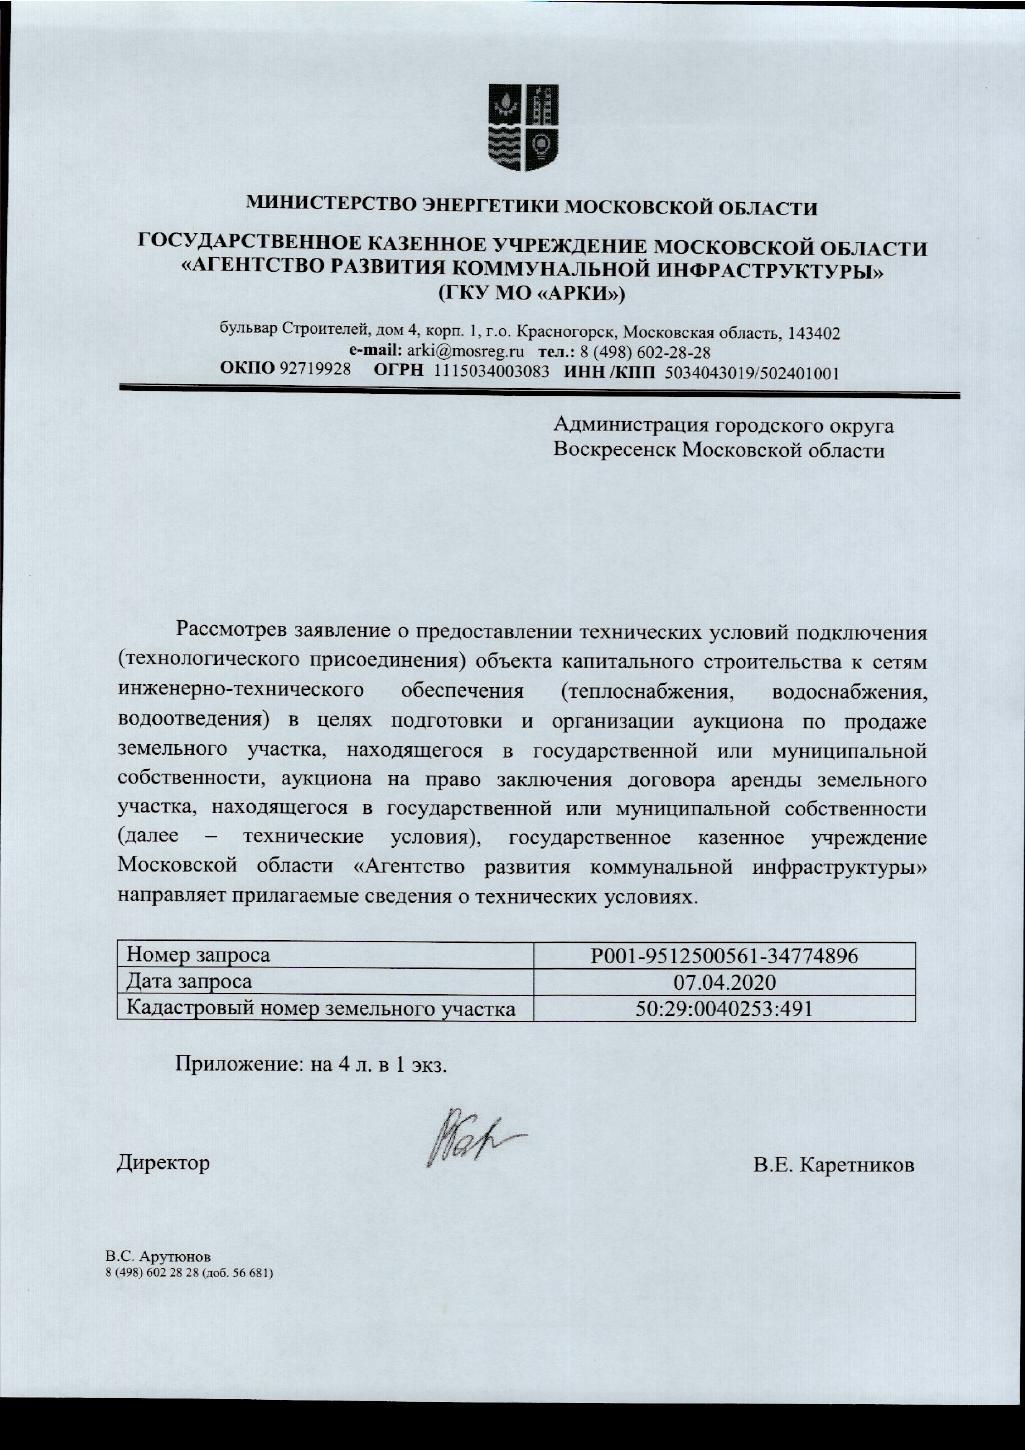 МИНИСТЕРСТВО ЭНЕРГЕТИКИ МОСКОВСКОЙ ОБЛАСТИ
ГОСУДАРСТВЕННОЕ КАЗЕННОЕ УЧРЕЖДЕНИЕ МОСКОВСКОЙ ОБЛАСТИ
«АГЕНТСТВО РАЗВИТИЯ КОММУНАЛЬНОЙ ИНФРАСТРУКТУРЫ»
(ГКУ МО «АРКИ»)
бульвар Строителей, дом 4, корп. 1, г.о. Красногорск, Московская область, 143402
e-mail: arki@mosreg.ru тел.: 8 (498) 602-28-28
ОКПО 92719928 ОГРН 1115034003083 ИНН /КПП 5034043019/502401001
Администрация городского округа
Воскресенск Московской области
Рассмотрев заявление о предоставлении технических условий подключения
(технологического присоединения) объекта капитального строительства к сетям
инженерно-технического обеспечения (теплоснабжения, водоснабжения,
водоотведения) в целях подготовки и организации аукциона по продаже
земельного участка, находящегося в государственной или муниципальной
собственности, аукциона на право заключения договора аренды земельного
участка, находящегося в государственной или муниципальной собственности
(далее – технические условия), государственное казенное учреждение
Московской области «Агентство развития коммунальной инфраструктуры»
направляет прилагаемые сведения о технических условиях.
Номер запроса P001-9512500561-34774896
Дата запроса 07.04.2020
Кадастровый номер земельного участка 50:29:0040253:491
Приложение: на 4 л. в 1 экз.
Директор В.Е. Каретников
В.С. Арутюнов
8 (498) 602 28 28 (доб. 56 681)